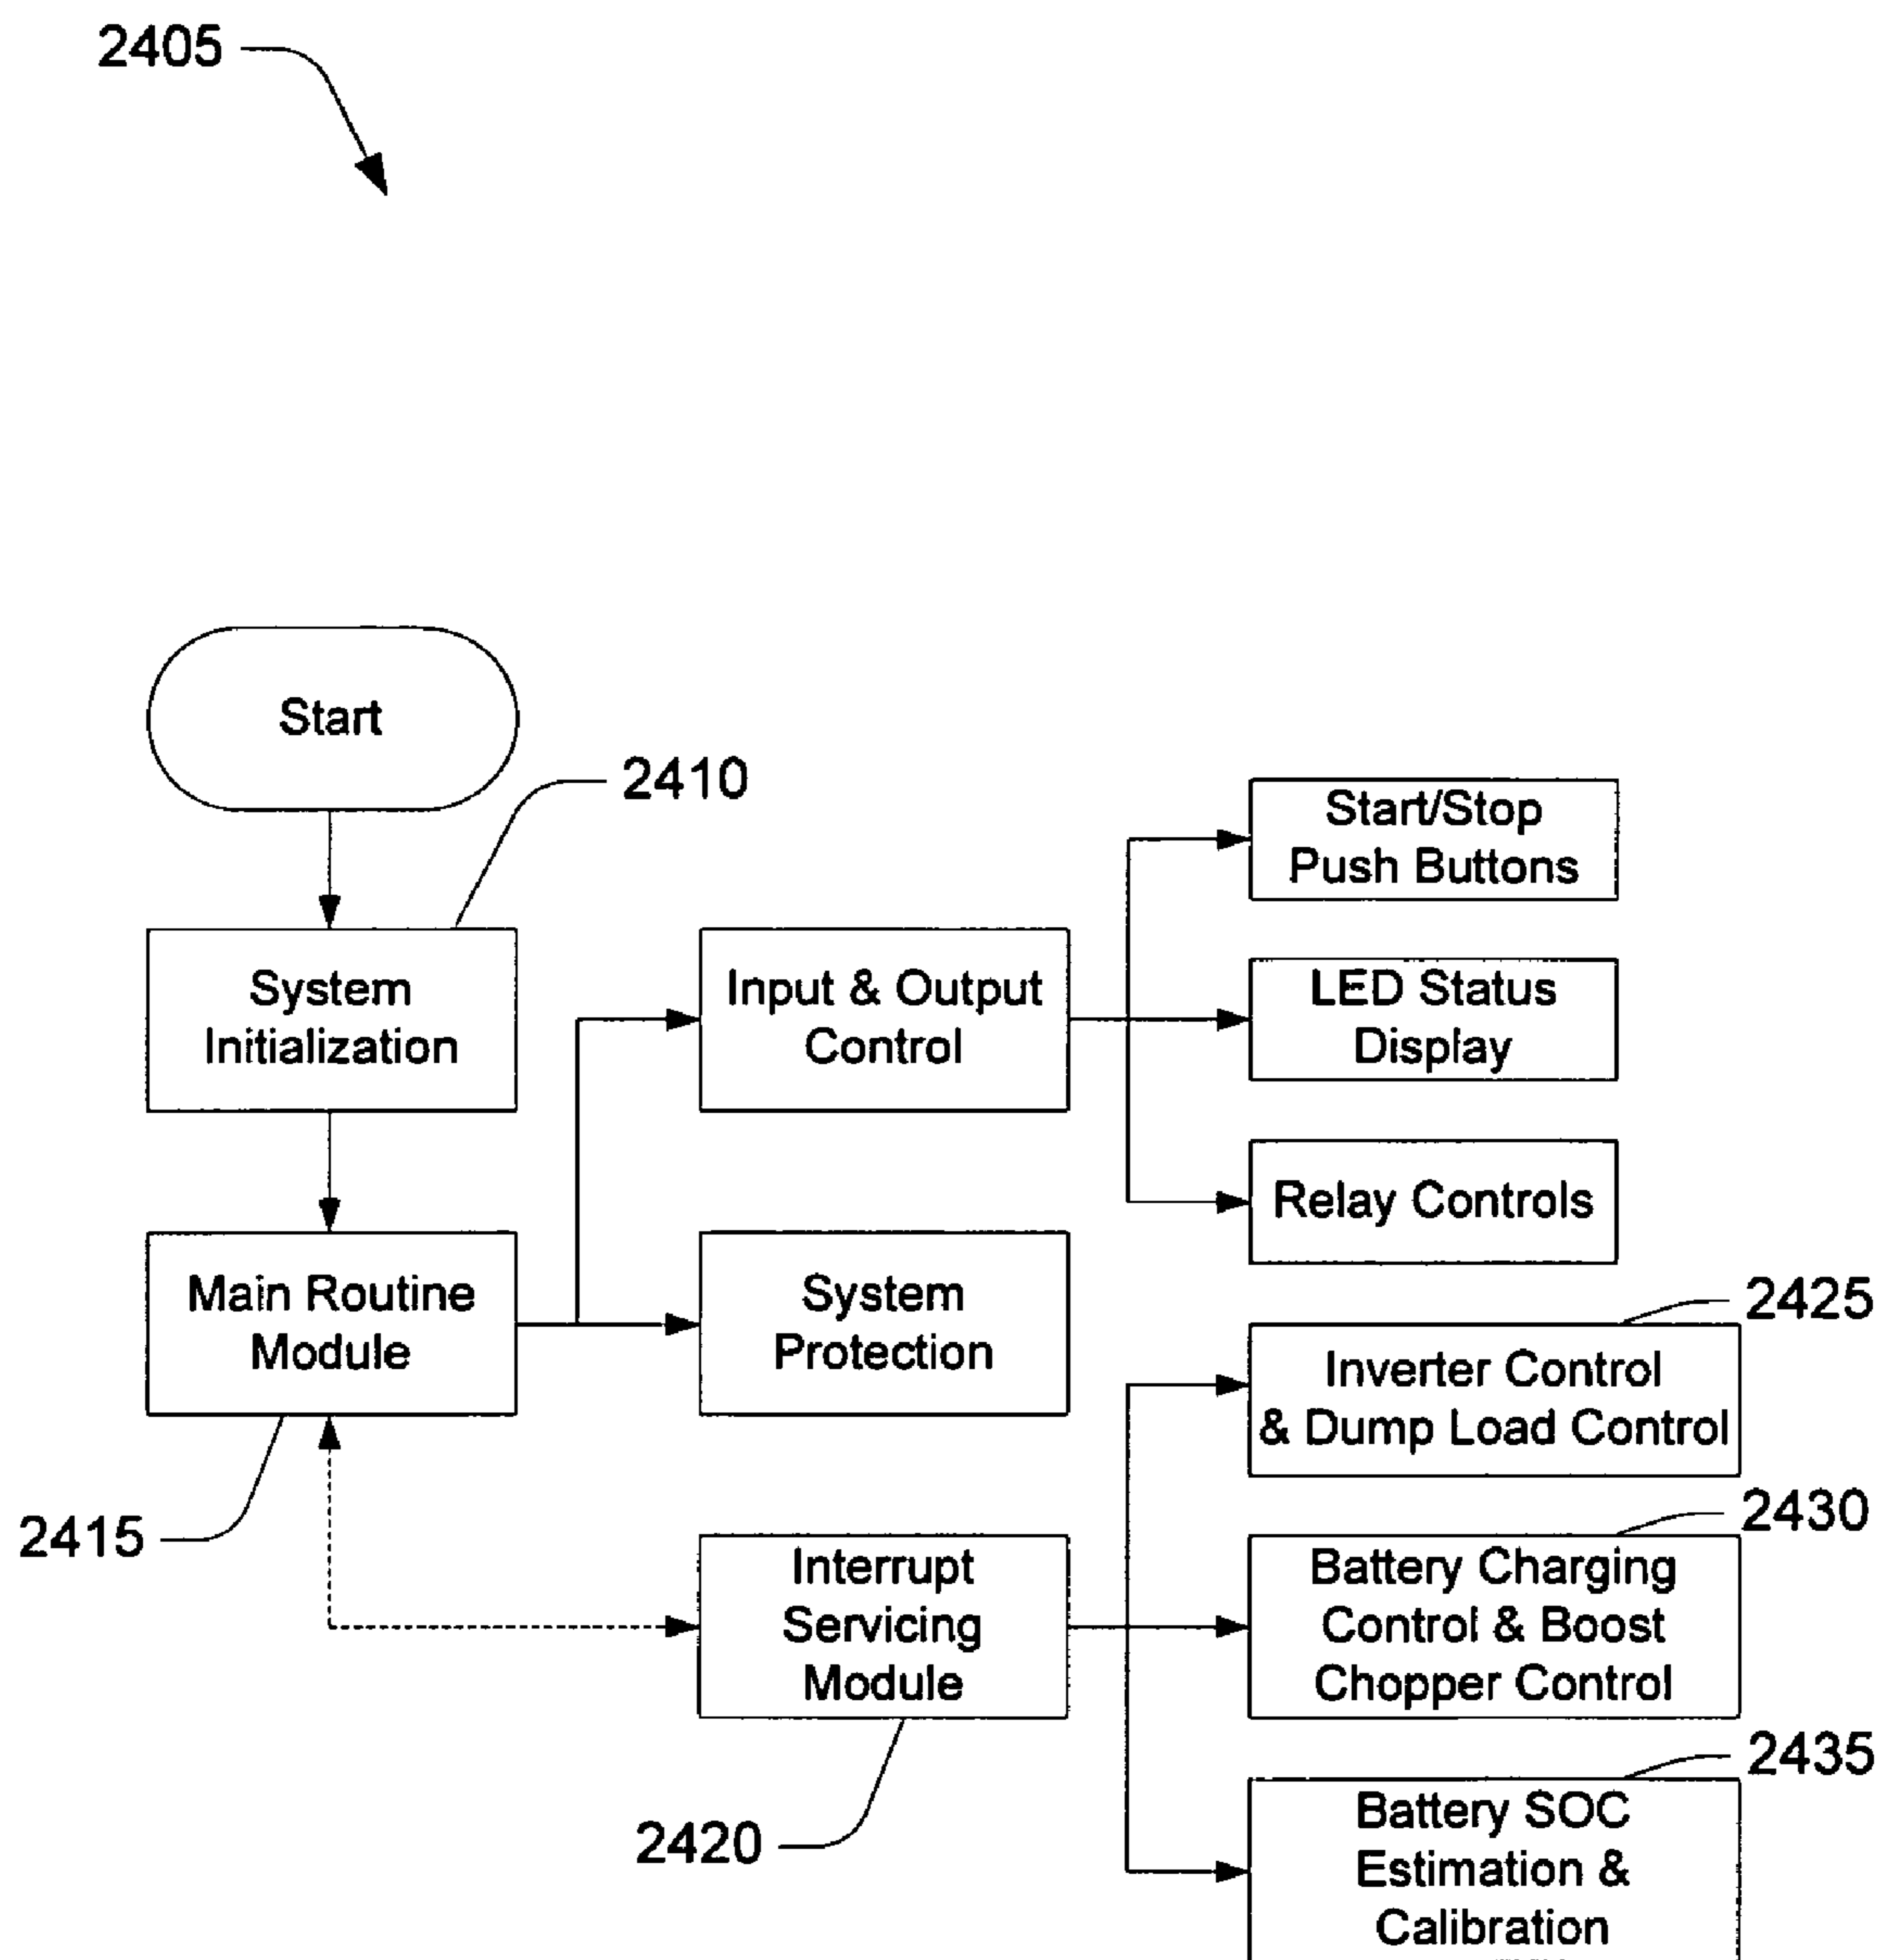 2405
Start
2410
System
Initialization
Input & Output
Control
Start/Stop
Push Buttons
LED Status
Display
Relay Controls
Main Routine
Module
2415
System
Protection
Interrupt
Servicing
Module
2420
2425
Inverter Control
& Dump Load Control
2430
Battery Charging
Control & Boost
Chopper Control
2435
Battery SOC
Estimation &
Calibration